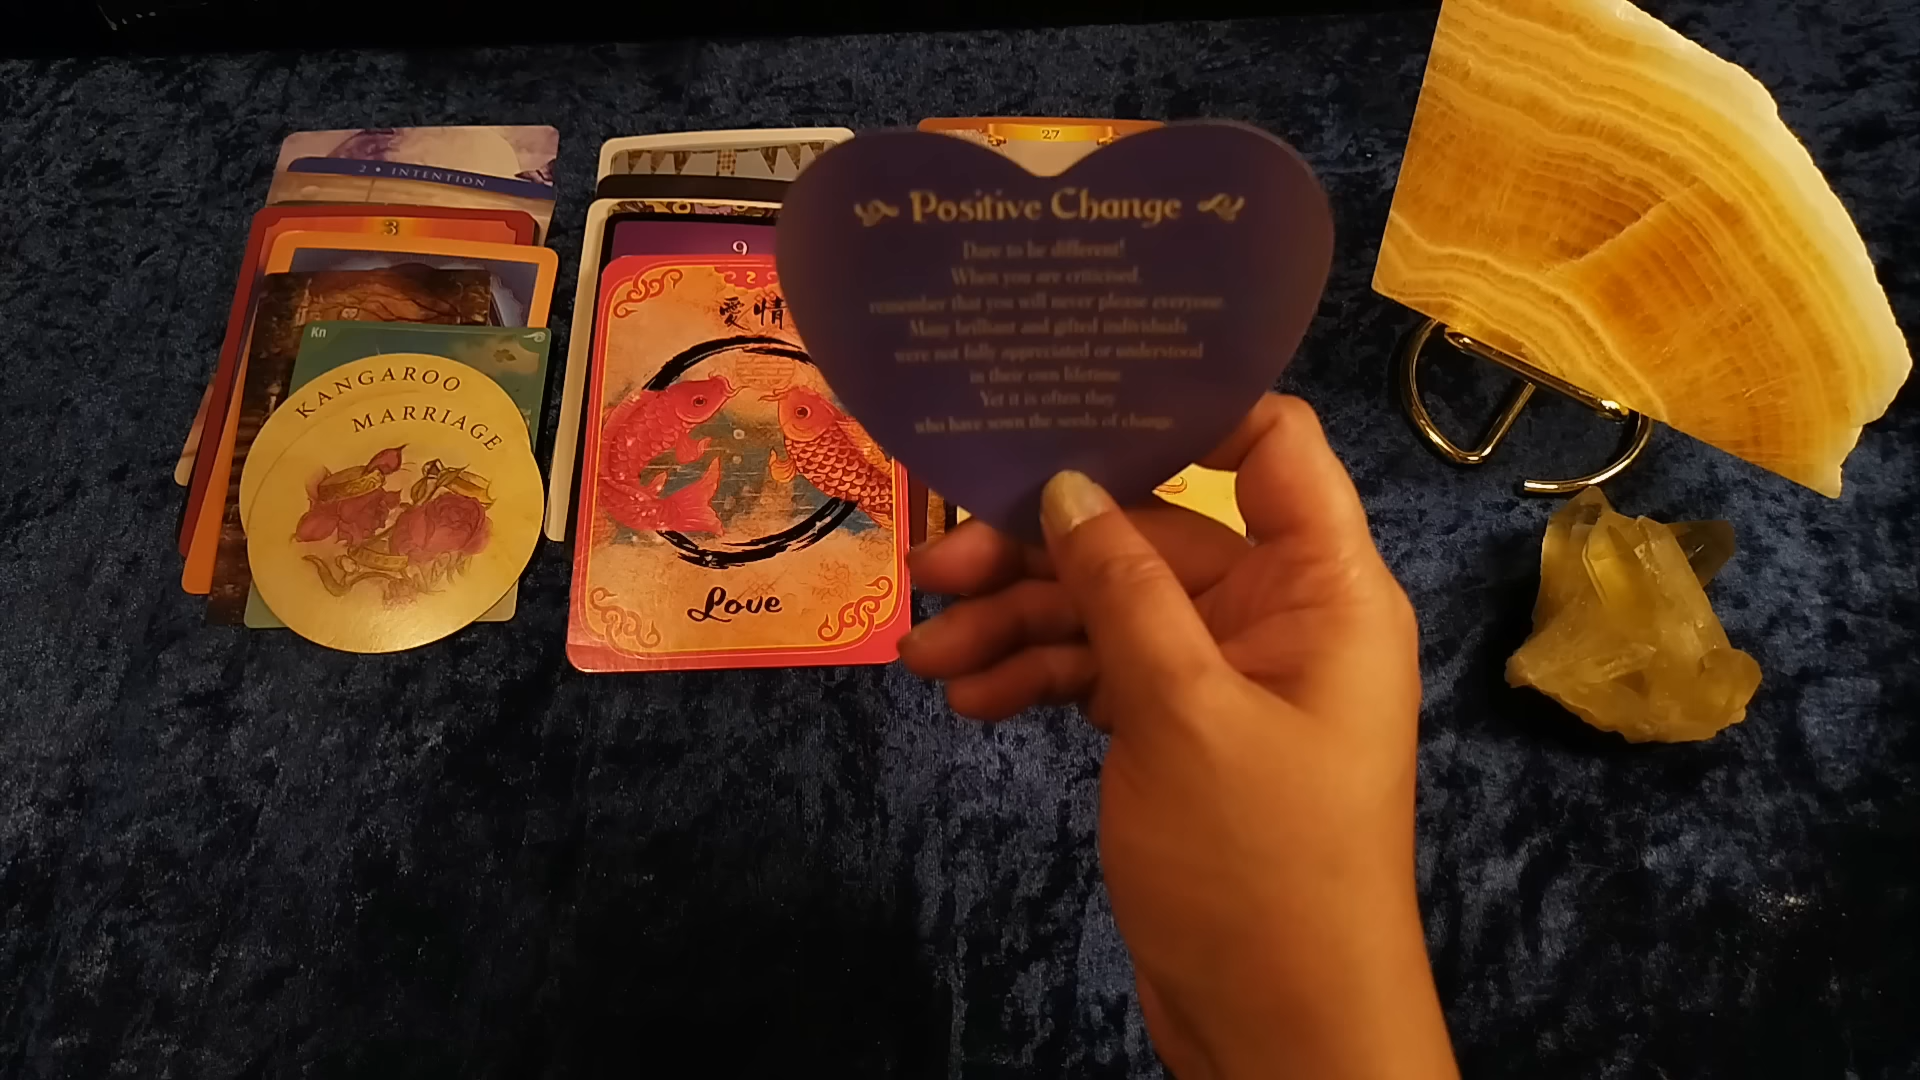 2 • INTENTION
3
Kn
KANGAROO
MARRIAGE
9
2
愛情
Love
27
Positive Change
Dare to be different!
When you are criticised,
remember that you will never please everyone.
Many brilliant and gifted individuals
were not fully appreciated or understood
in their own lifetime.
Yet it is often they
who have sown the seeds of change.